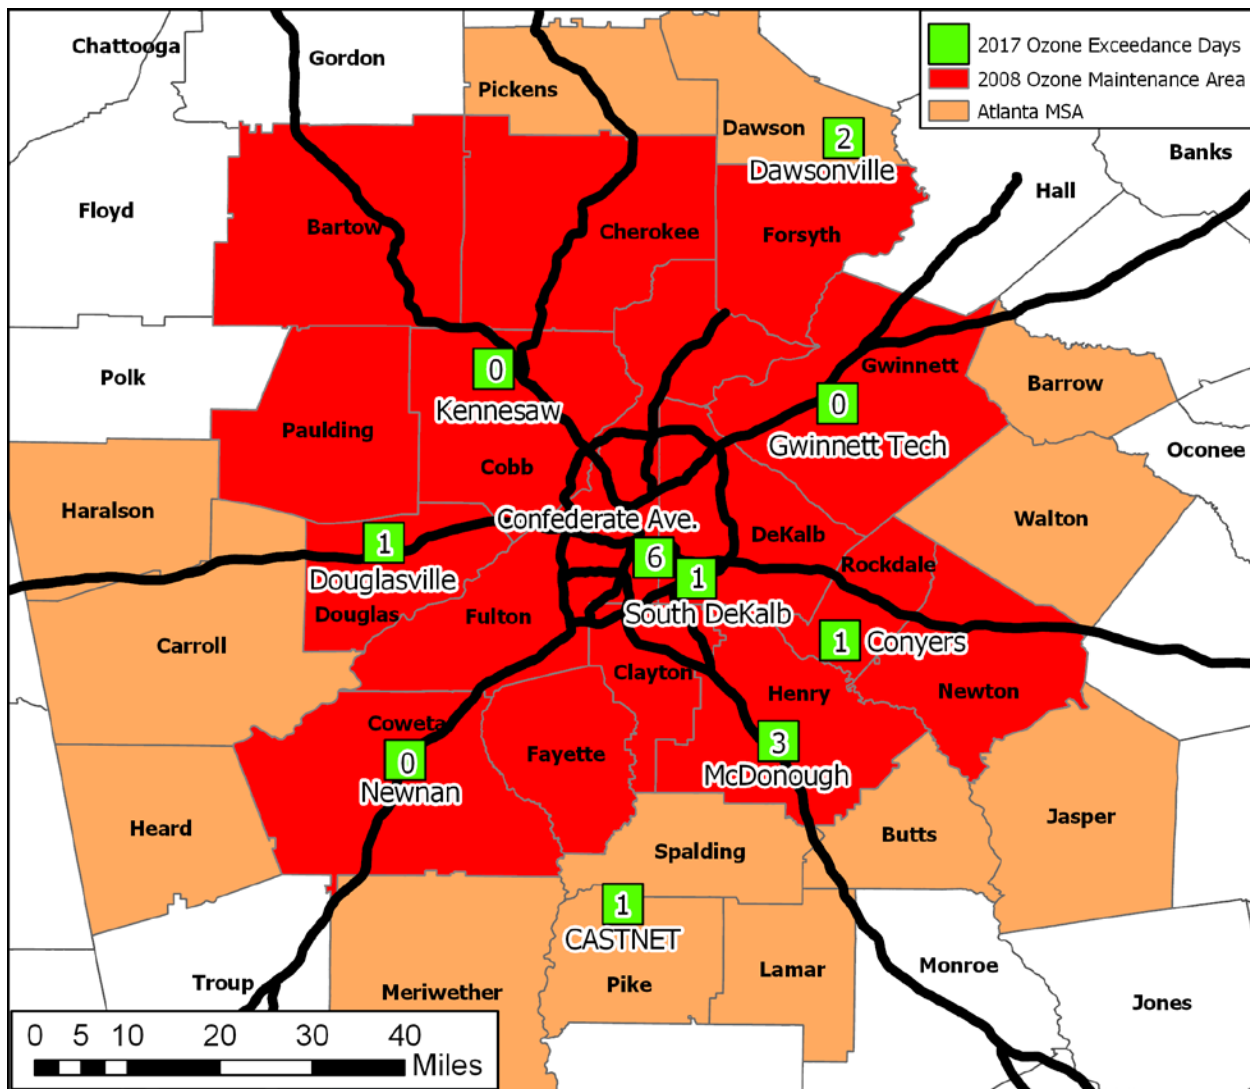 Chattooga
Gordon
Pickens
2017 Ozone Exceedance Days
2008 Ozone Maintenance Area
Atlanta MSA
Dawson
2
Dawsonville
Banks
Hall
Floyd
Bartow
Cherokee
Forsyth
Polk
0
Kennesaw
Gwinnett
0
Gwinnett Tech
Barrow
Paulding
Cobb
Oconee
Haralson
Confederate Ave.
6
DeKalb
Walton
1
Douglasville
Douglas
Fulton
1
South DeKalb
Rockdale
Carroll
Clayton
1 Conyers
Henry
Newton
Coweta
0
Newnan
Fayette
3
McDonough
Heard
Spalding
Butts
Jasper
1
CASTNET
Pike
Lamar
Monroe
Jones
Troup
Meriwether
0 5 10 20 30 40
Miles